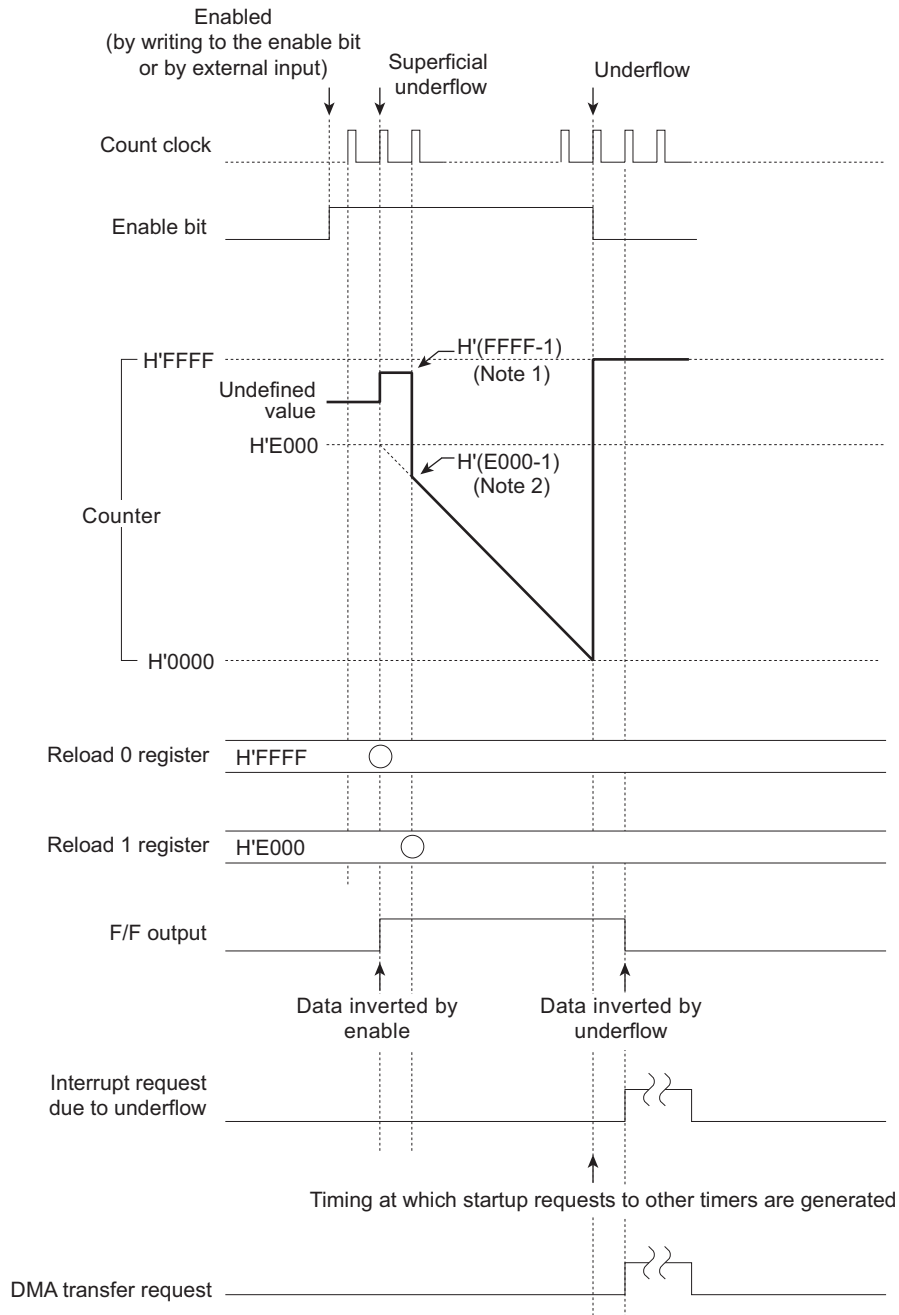 Enabled
(by writing to the enable bit
or by external input)
Superficial
underflow
Underflow
Count clock
Enable bit
H'FFFF
H'(FFFF-1)
(Note 1)
Undefined
value
H'E000
H'(E000-1)
(Note 2)
Counter
H'0000
Reload 0 register
H'FFFF
Reload 1 register
H'E000
F/F output
Data inverted by
enable
Data inverted by
underflow
Interrupt request
due to underflow
Timing at which startup requests to other timers are generated
DMA transfer request